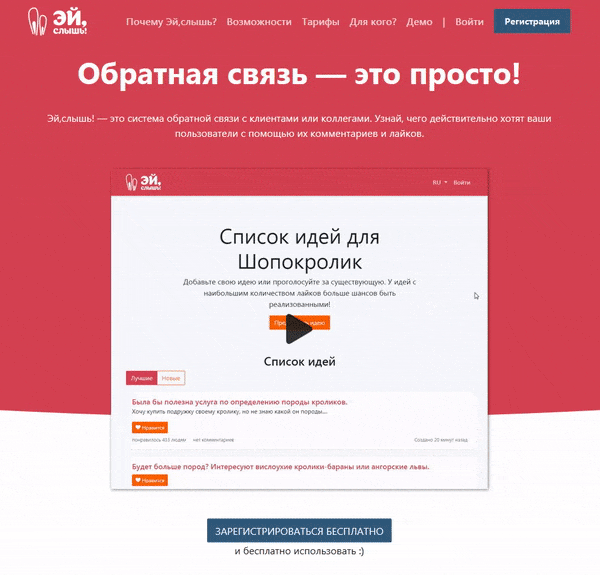 ЭЙ,
СЛЫШЬ!
Почему Эй,слышь? Возможности Тарифы Для кого? Демо | Войти Регистрация
Обратная связь — это просто!
Эй,слышь! — это система обратной связи с клиентами или коллегами. Узнай, чего действительно хотят ваши
пользователи с помощью их комментариев и лайков.
ЭЙ,
СЛЫШЬ!
RU Войти
Список идей для
Шопокролик
Добавьте свою идею или проголосуйте за существующую. У идей с
наибольшим количеством лайков больше шансов быть
реализованными!
идею
Список идей
Лучшие Новые
Была бы полезна услуга по определению породы кроликов.
Хочу купить подружку своему кролику, но не знаю какой он породы...
Нравится
понравилось 411 людям нет комментариев Создано 20 минут назад
Будет больше пород? Интересуют вислоухие кролики-бараны или ангорские львы.
Нравится
ЗАРЕГИСТРИРОВАТЬСЯ БЕСПЛАТНО
и бесплатно использовать :)